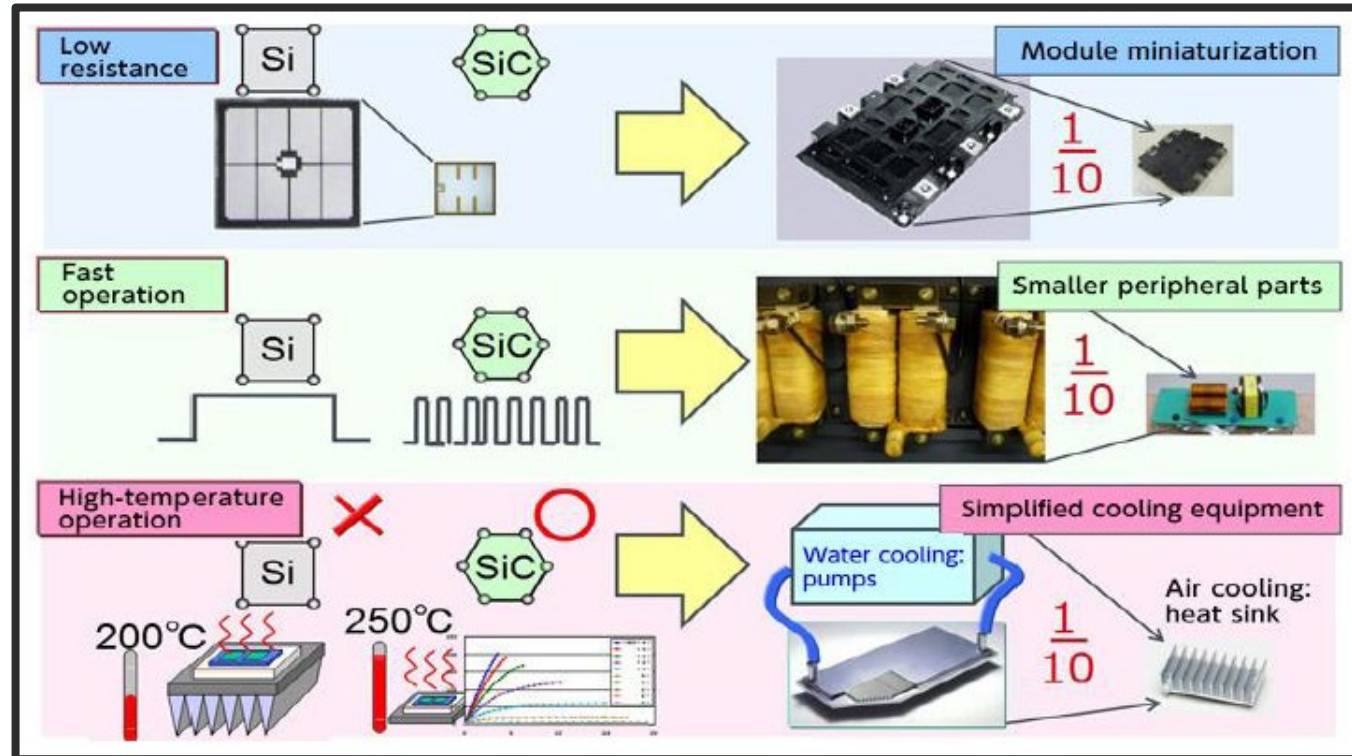 Low
resistance
Si
SiC
Module miniaturization
1
10
Fast
operation
Si
SiC
Smaller peripheral parts
1
10
High-temperature
operation
Si
SiC
200°C
250°C
Simplified cooling equipment
Water cooling:
pumps
1
10
Air cooling:
heat sink